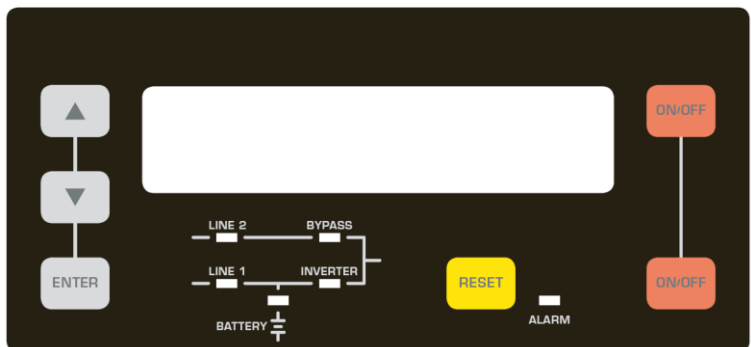 ON/OFF
LINE 2 BYPASS
LINE 1 INVERTER
ENTER RESET ON/OFF
BATTERY ALARM